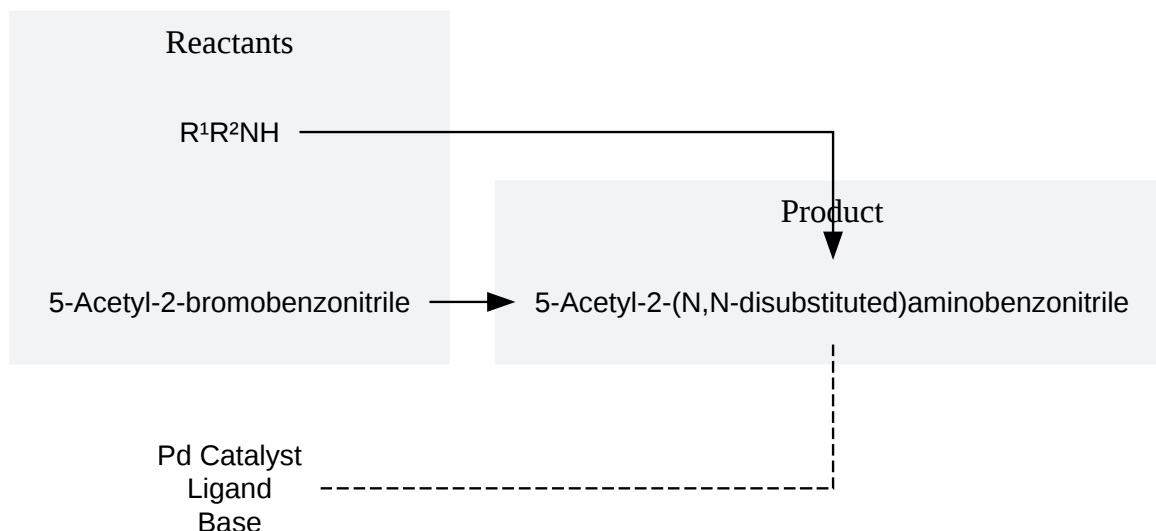 Reactants
R¹R²NH
Product
5-Acetyl-2-bromobenzonitrile
5-Acetyl-2-(N,N-disubstituted)aminobenzonitrile
Pd Catalyst
Ligand
Base